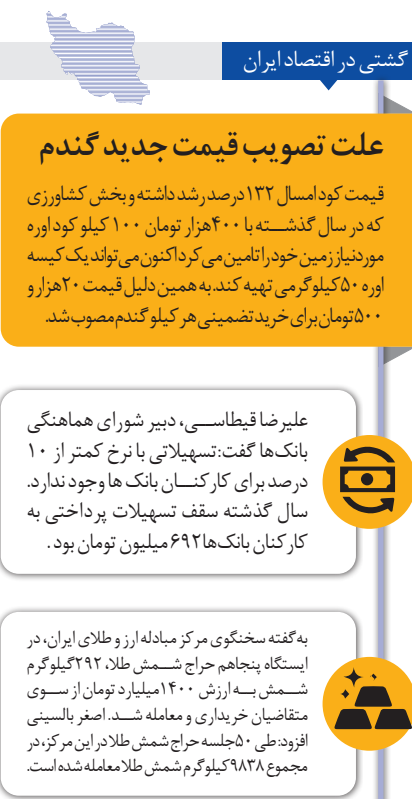 گشتی در اقتصاد ایران
علت تصویب قیمت جدید گندم
قیمت کود امسال ۱۳۲ درصد رشد داشته و بخش کشاورزی
که در سال گذشته با ۴۰۰ هزار تومان ۱۰۰ کیلو کود اوره
موردنیاز زمین خود را تامین می‌کرد اکنون می‌تواند یک کیسه
اوره ۵۰ کیلوگرمی تهیه کند. به همین دلیل قیمت ۲۰ هزار و
۵۰۰ تومان برای خرید تضمینی هر کیلو گندم مصوب شد.
علیرضا قیطاسی، دبیر شورای هماهنگی
بانک‌ها گفت: تسهیلاتی با نرخ کمتر از ۱۰
درصد برای کارکنان بانک ها وجود ندارد.
سال گذشته سقف تسهیلات پرداختی به
کارکنان بانک‌ها ۶۹۲ میلیون تومان بود.
به گفته سخنگوی مرکز مبادله ارز و طلای ایران، در
ایستگاه پنجاهم حراج شمش طلا، ۲۹۲ گیلوگرم
شمش به ارزش ۱۴۰۰ میلیارد تومان از سوی
متقاضیان خریداری و معامله شد. اصغر بالسینی
افزود: طی ۵۰ جلسه حراج شمش طلا در این مرکز، در
مجموع ۹۸۳۸ کیلوگرم شمش طلا معامله شده است.